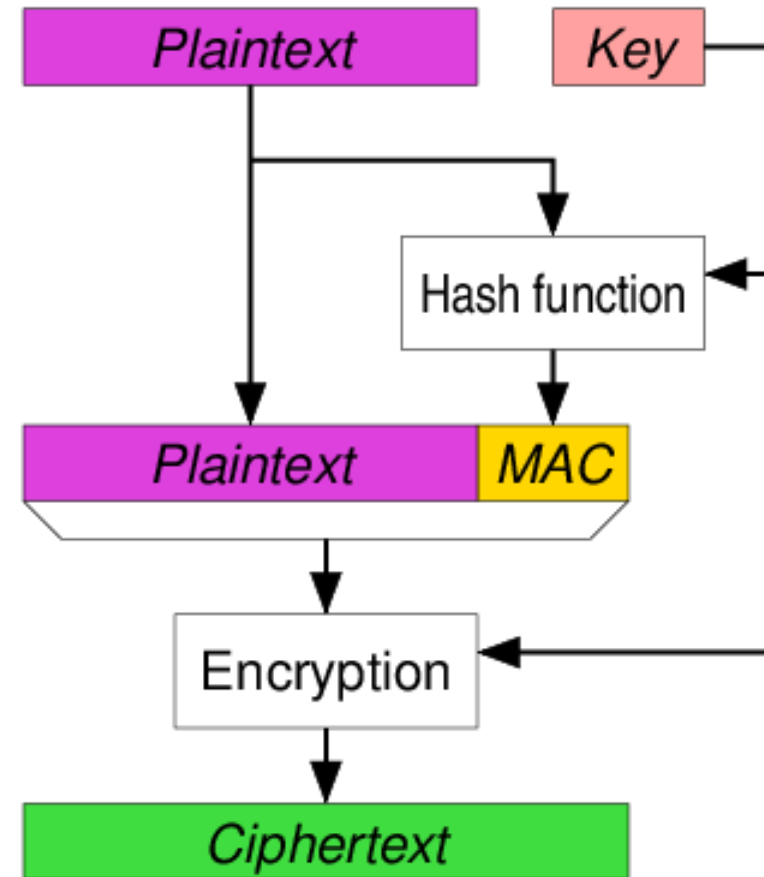 Plaintext
Key
Hash function
Plaintext
MAC
Encryption
Ciphertext